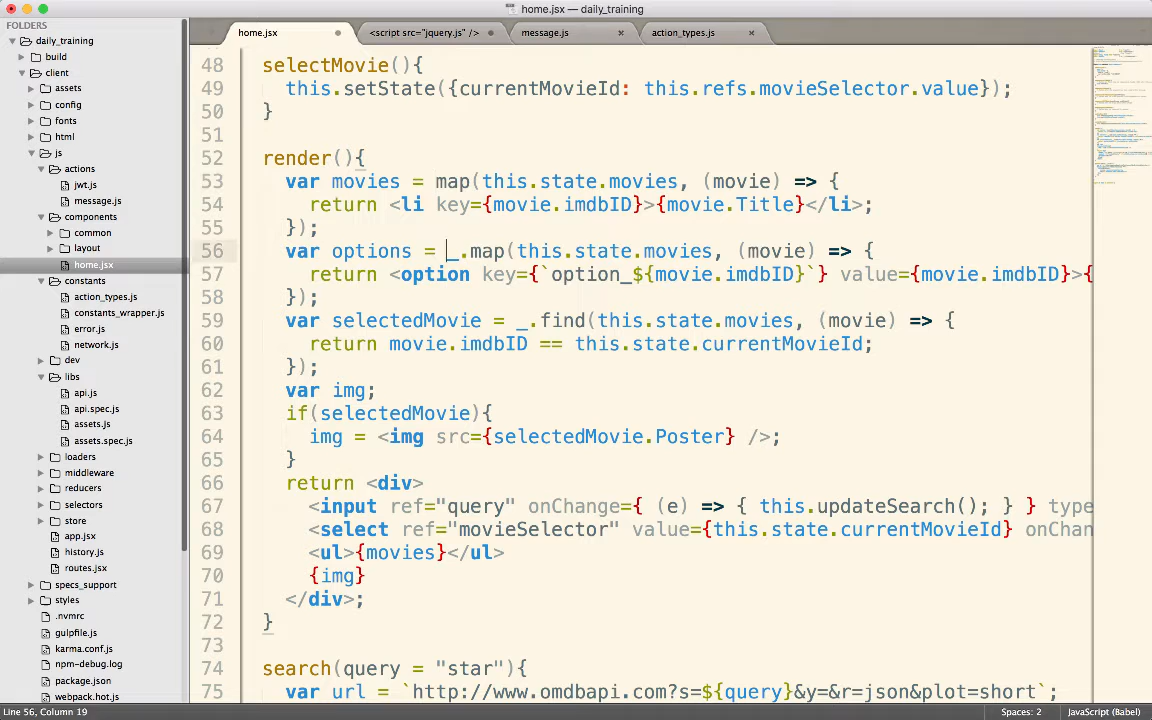 home.jsx — daily_training
FOLDERS
daily_training
build
client
assets
config
fonts
html
js
actions
jwt.js
message.js
components
common
layout
home.jsx
constants
action_types.js
constants_wrapper.js
error.js
network.js
dev
libs
api.js
api.spec.js
assets.js
assets.spec.js
loaders
middleware
reducers
selectors
store
app.jsx
history.js
routes.jsx
specs_support
styles
.nvmrc
gulpfile.js
karma.conf.js
npm-debug.log
package.json
webpack.hot.js
home.jsx <script src="jquery.js" /> message.js action_types.js
48 selectMovie(){
49 this.setState({currentMovieId: this.refs.movieSelector.value});
50 }
51
52 render(){
53 var movies = map(this.state.movies, (movie) => {
54 return <li key={movie.imdbID}>{movie.Title}</li>;
55 });
56 var options = _.map(this.state.movies, (movie) => {
57 return <option key={`option_${movie.imdbID}`} value={movie.imdbID}>{
58 });
59 var selectedMovie = _.find(this.state.movies, (movie) => {
60 return movie.imdbID == this.state.currentMovieId;
61 });
62 var img;
63 if(selectedMovie){
64 img = <img src={selectedMovie.Poster} />;
65 }
66 return <div>
67 <input ref="query" onChange={ (e) => { this.updateSearch(); } } type
68 <select ref="movieSelector" value={this.state.currentMovieId} onChan
69 <ul>{movies}</ul>
70 {img}
71 </div>;
72 }
73
74 search(query = "star"){
75 var url = `http://www.omdbapi.com?s=${query}&y=&r=json&plot=short`;
Line 56, Column 19 Spaces: 2 JavaScript (Babel)